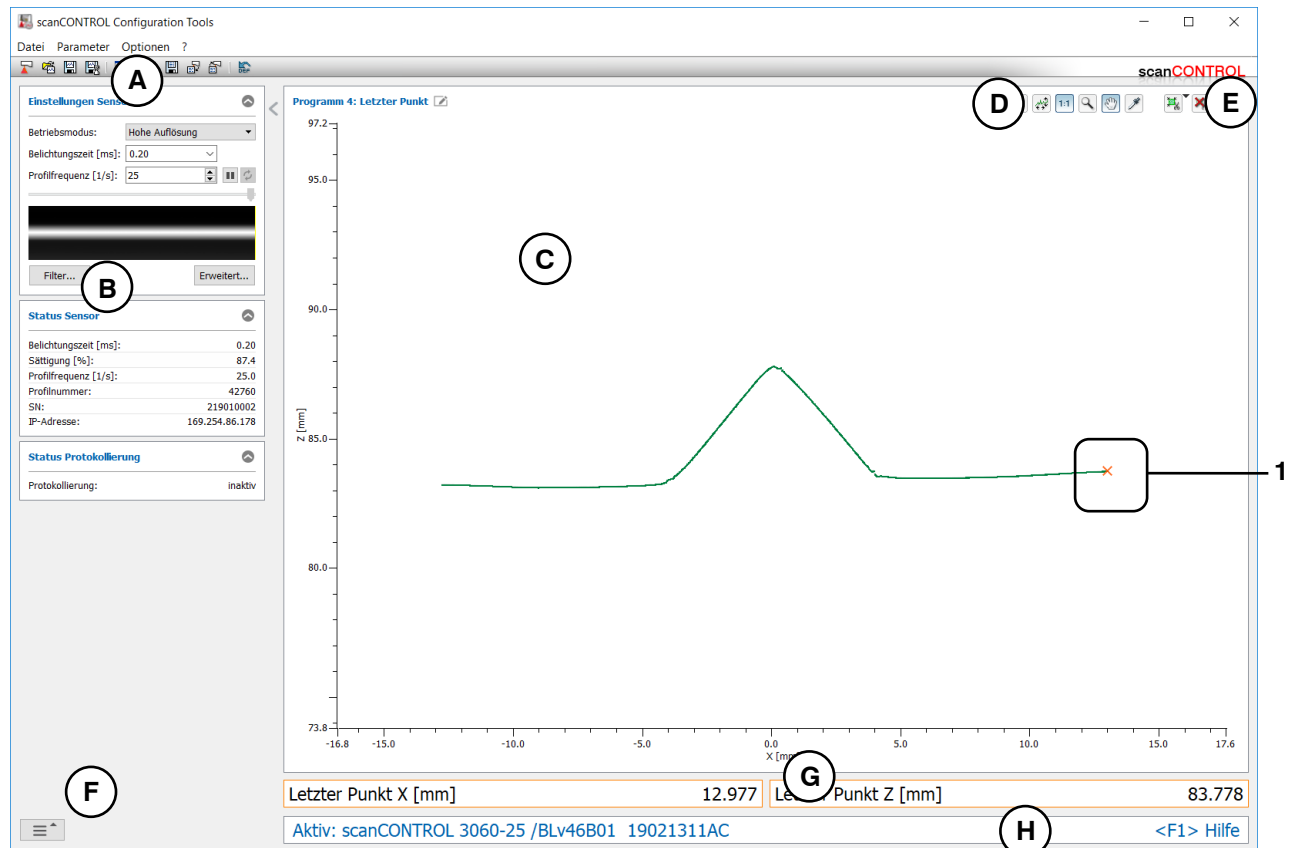 scanCONTROL Configuration Tools
Datei Parameter Optionen ?
scanCONTROL
A
Einstellungen
Betriebsmodus: Hohe Auflösung
Belichtungszeit [ms]: 0.20
Profilfrequenz [1/s]: 25
Filter... Erweitert...
B
Status Sensor
Belichtungszeit [ms]: 0.20
Sättigung [%]: 87.4
Profilfrequenz [1/s]: 25.0
Profilnummer: 42760
SN: 219010002
IP-Adresse: 169.254.86.178
Status Protokollierung
Protokollierung: inaktiv
F
Programm 4: Letzter Punkt
D
1:1
E
97.2
95.0
C
90.0
Z [mm]
85.0
1
80.0
73.8
-16.8 -15.0 -10.0 -5.0 0.0 5.0 10.0 15.0 17.6
X
G
Letzter Punkt X [mm] 12.977
Punkt Z [mm] 83.778
Aktiv: scanCONTROL 3060-25 /BLv46B01 19021311AC
H
<F1> Hilfe